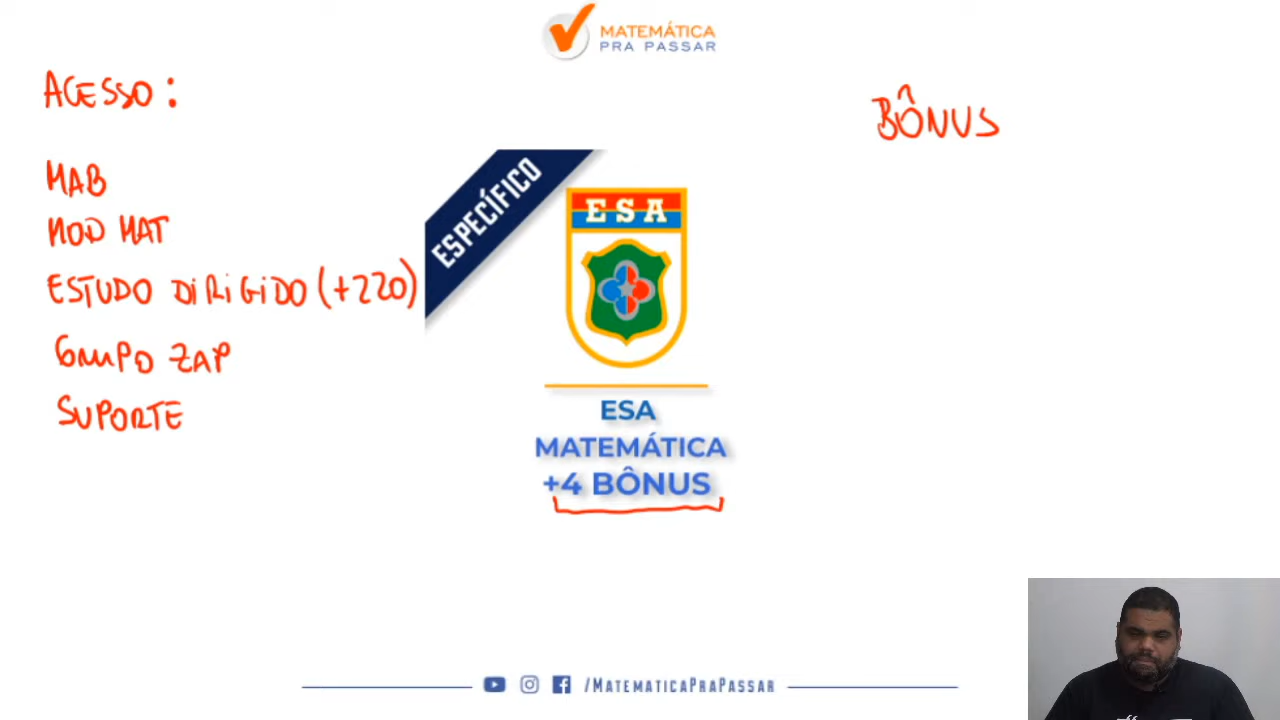 MATEMÁTICA
PRA PASSAR
ACESSO:
BÔNUS
MAB
MOD MAT
ESTUDO DIRIGIDO (+220)
GRUPO ZAP
SUPORTE
ESPECÍFICO
ESA
ESA
MATEMÁTICA
+4 BÔNUS
/MATEMATICAPRAPASSAR